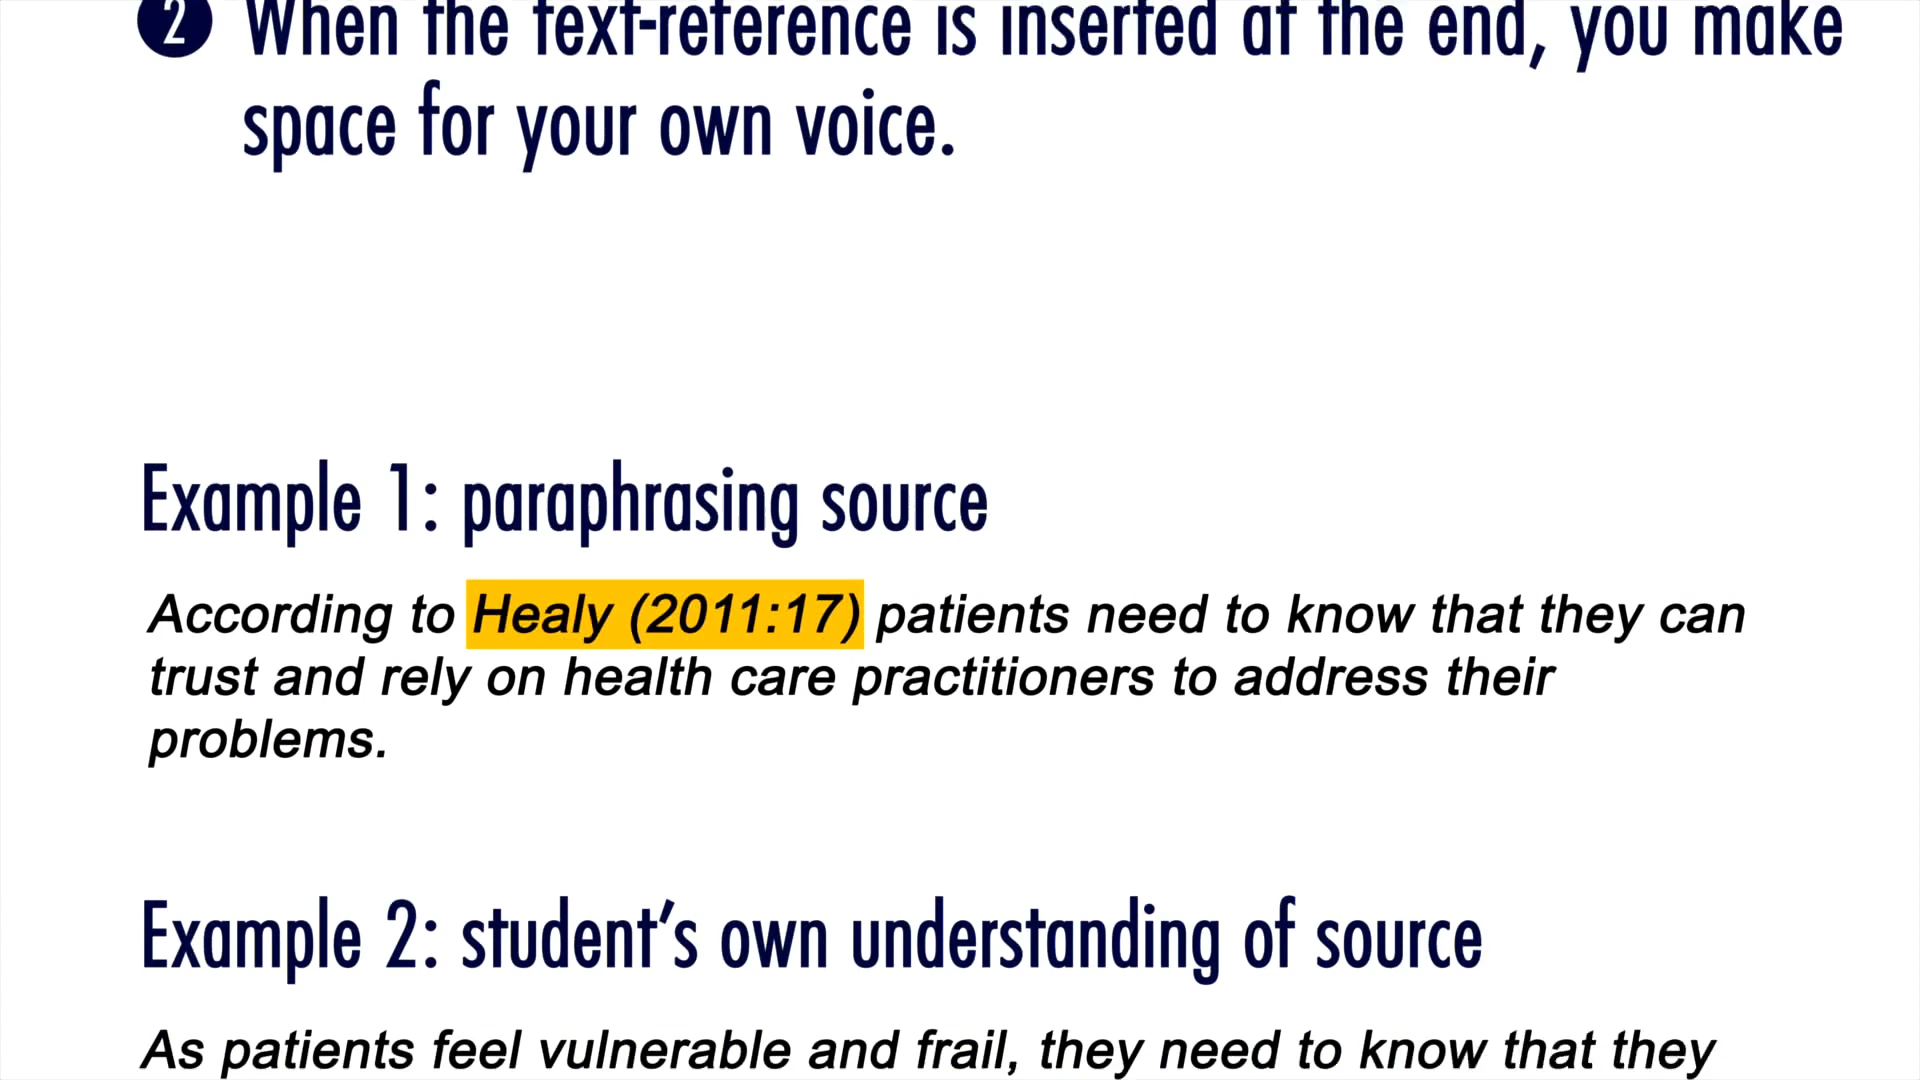 2 When the text-reference is inserted at the end, you make
space for your own voice.
Example 1: paraphrasing source
According to Healy (2011:17) patients need to know that they can
trust and rely on health care practitioners to address their
problems.
Example 2: student’s own understanding of source
As patients feel vulnerable and frail, they need to know that they